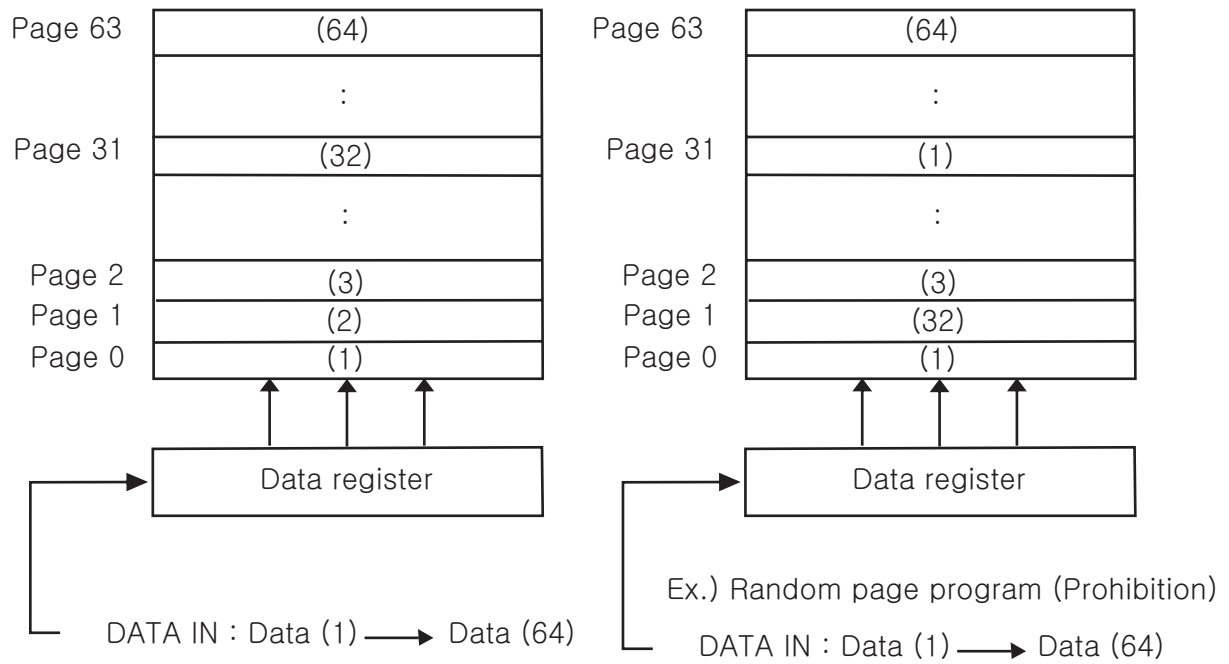 Page 63 (64)
:
Page 31 (32)
:
Page 2 (3)
Page 1 (2)
Page 0 (1)
Data register
DATA IN : Data (1) Data (64)
Page 63 (64)
:
Page 31 (1)
:
Page 2 (3)
Page 1 (32)
Page 0 (1)
Data register
Ex.) Random page program (Prohibition)
DATA IN : Data (1) Data (64)